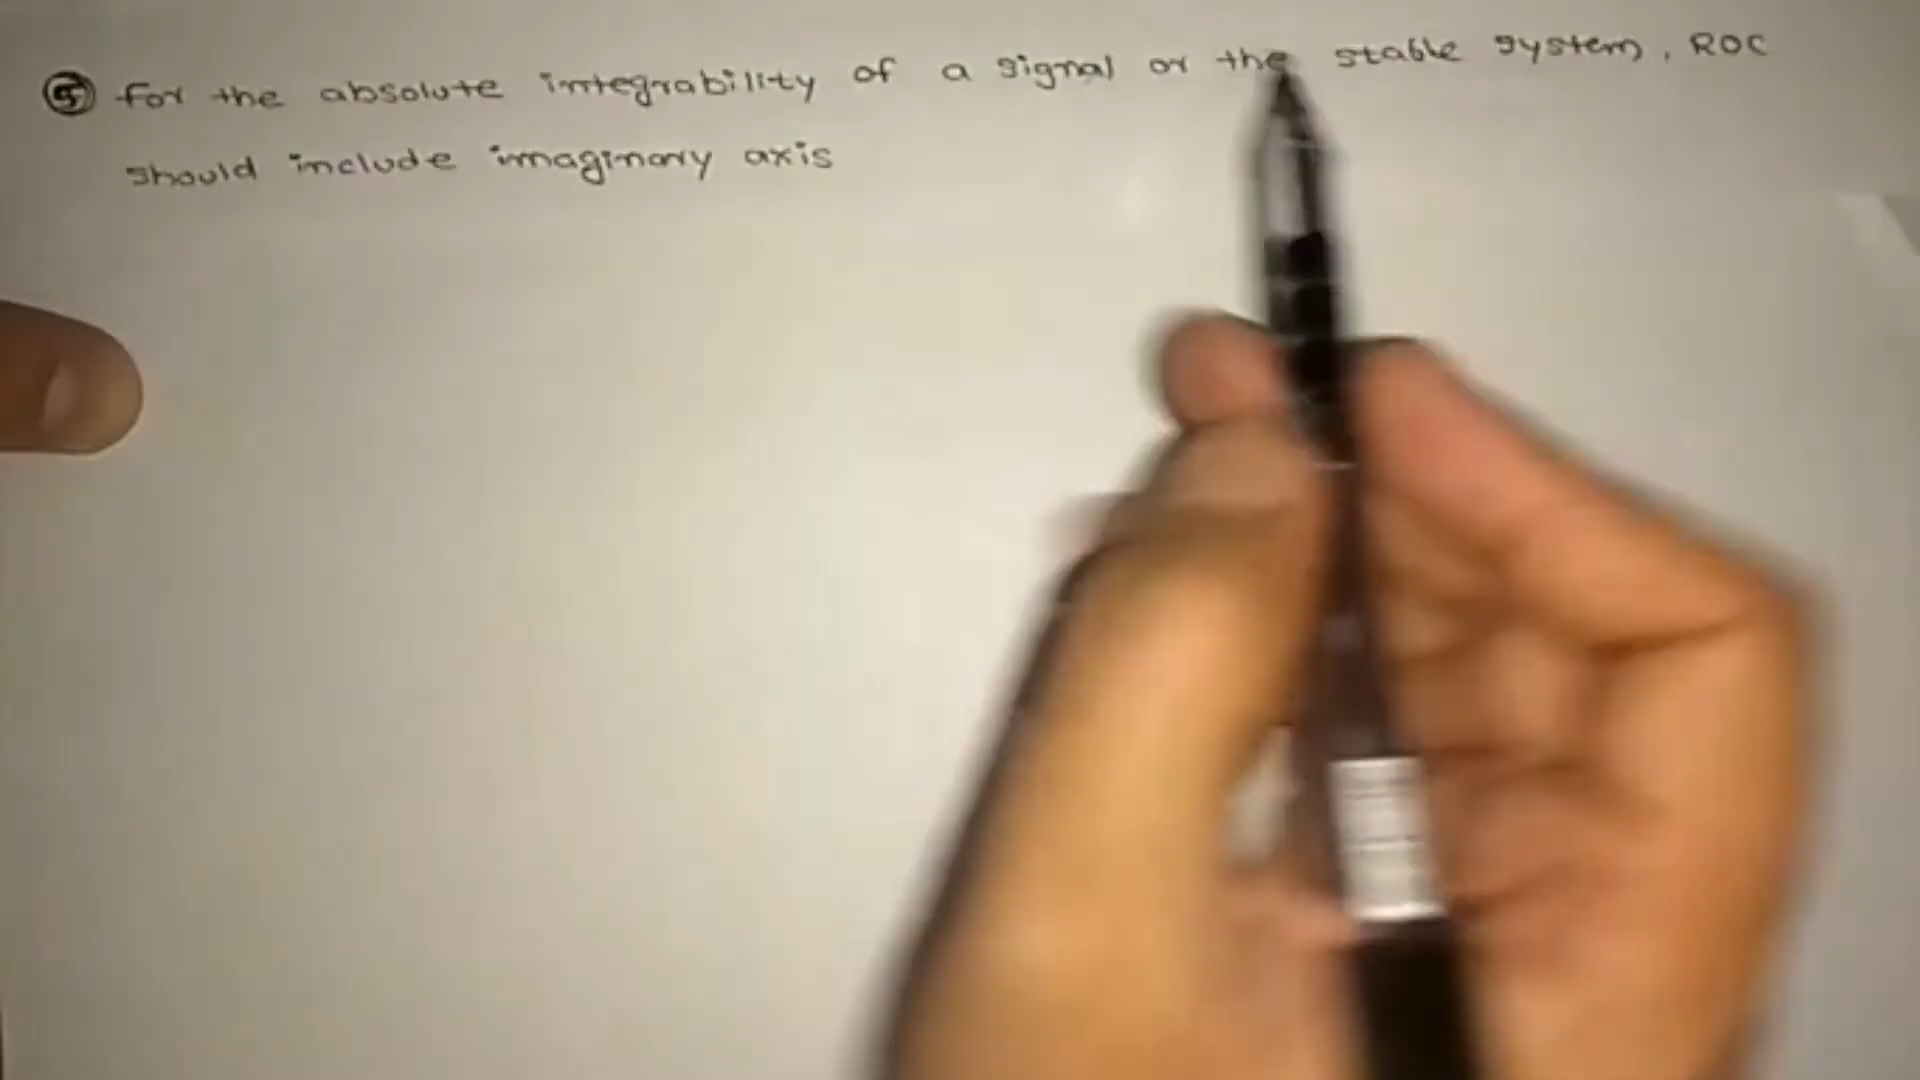 ⑤ for the absolute integrability of a signal or the stable system, ROC
should include imaginary axis